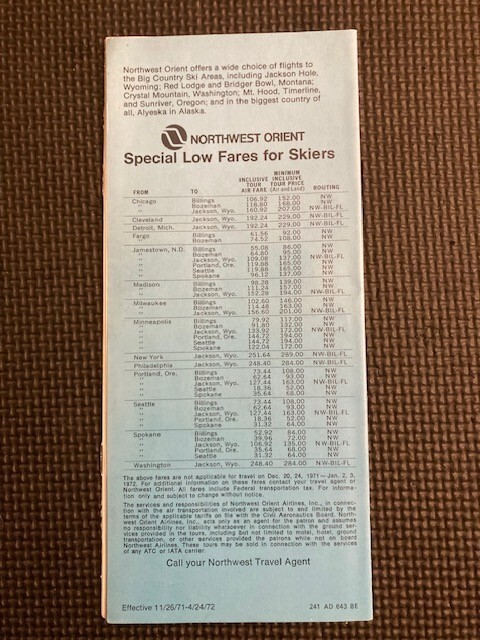 Northwest Orient offers a wide choice of flights to
the Big Country Ski Areas, including Jackson Hole,
Wyoming; Red Lodge and Bridger Bowl, Montana;
Crystal Mountain, Washington; Mt. Hood, Timerline,
and Sunriver, Oregon; and in the biggest country of
all, Alyeska in Alaska.
NORTHWEST ORIENT
Special Low Fares for Skiers
FROM TO INCLUSIVE TOUR AIR FARE MINIMUM INCLUSIVE TOUR PRICE (Air and Land) ROUTING
Chicago Billings 106.92 152.00 NW
" Bozeman 118.80 168.00 NW
" Jackson, Wyo. 160.92 207.00 NW-BIL-FL
Cleveland Jackson, Wyo. 192.24 229.00 NW-BIL-FL
Detroit, Mich. Jackson, Wyo. 192.24 229.00 NW-BIL-FL
Fargo Billings 61.56 92.00 NW
" Bozeman 74.52 108.00 NW
Jamestown, N.D. Billings 55.08 86.00 NW
" Bozeman 64.80 95.00 NW
" Jackson, Wyo. 109.08 137.00 NW-BIL-FL
" Portland, Ore. 119.88 165.00 NW
" Seattle 119.88 165.00 NW
" Spokane 96.12 137.00 NW
Madison Billings 98.28 139.00 NW
" Bozeman 111.24 157.00 NW
" Jackson, Wyo. 152.28 194.00 NW-BIL-FL
Milwaukee Billings 102.60 146.00 NW
" Bozeman 114.48 163.00 NW
" Jackson, Wyo. 156.60 201.00 NW-BIL-FL
Minneapolis Billings 79.92 117.00 NW
" Bozeman 91.80 132.00 NW
" Jackson, Wyo. 133.92 172.00 NW-BIL-FL
" Portland, Ore. 144.72 194.00 NW
" Seattle 144.72 194.00 NW
" Spokane 122.04 172.00 NW
New York Jackson, Wyo. 251.64 289.00 NW-BIL-FL
Philadelphia Jackson, Wyo. 248.40 284.00 NW-BIL-FL
Portland, Ore. Billings 73.44 108.00 NW
" Bozeman 62.64 93.00 NW
" Jackson, Wyo. 127.44 163.00 NW-BIL-FL
" Seattle 18.36 52.00 NW
" Spokane 35.64 68.00 NW
Seattle Billings 73.44 108.00 NW
" Bozeman 62.64 93.00 NW
" Jackson, Wyo. 127.44 163.00 NW-BIL-FL
" Portland, Ore. 18.36 52.00 NW
" Spokane 31.32 64.00 NW
Spokane Billings 52.92 84.00 NW
" Bozeman 39.96 72.00 NW
" Jackson, Wyo. 106.92 135.00 NW-BIL-FL
" Portland, Ore. 35.64 68.00 NW
" Seattle 31.32 64.00 NW
Washington Jackson, Wyo. 248.40 284.00 NW-BIL-FL
The above fares are not applicable for travel on Dec. 20, 24, 1971—Jan. 2, 3,
1972. For additional information on these fares contact your travel agent or
Northwest Orient. All fares include Federal transportation tax. For informa-
tion only and subject to change without notice.
The services and responsibilities of Northwest Orient Airlines, Inc., in connec-
tion with the air transportation involved are subject to and limited by the
terms of the applicable tariffs on file with the Civil Aeronautics Board. North-
west Orient Airlines, Inc., acts only as an agent for the patron and assumes
no responsibility nor liability whatsoever in connection with the ground ser-
vices provided in the tours, including but not limited to motel, hotel, ground
transportation, or other services provided the patrons while not on board
Northwest Airlines. These tours may be sold in connection with the services
of any ATC or IATA carrier.
Call your Northwest Travel Agent
Effective 11/26/71-4/24/72 241 AD 643 BE